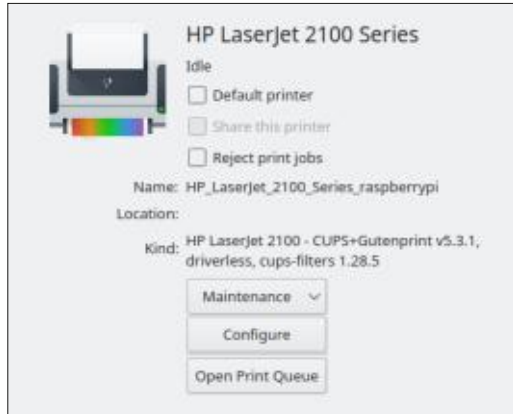 HP LaserJet 2100 Series
Idle
Default printer
Share this printer
Reject print jobs
Name: HP_LaserJet_2100_Series_raspberrypi
Location:
Kind: HP LaserJet 2100 - CUPS+Gutenprint v5.3.1,
driverless, cups-filters 1.28.5
Maintenance
Configure
Open Print Queue